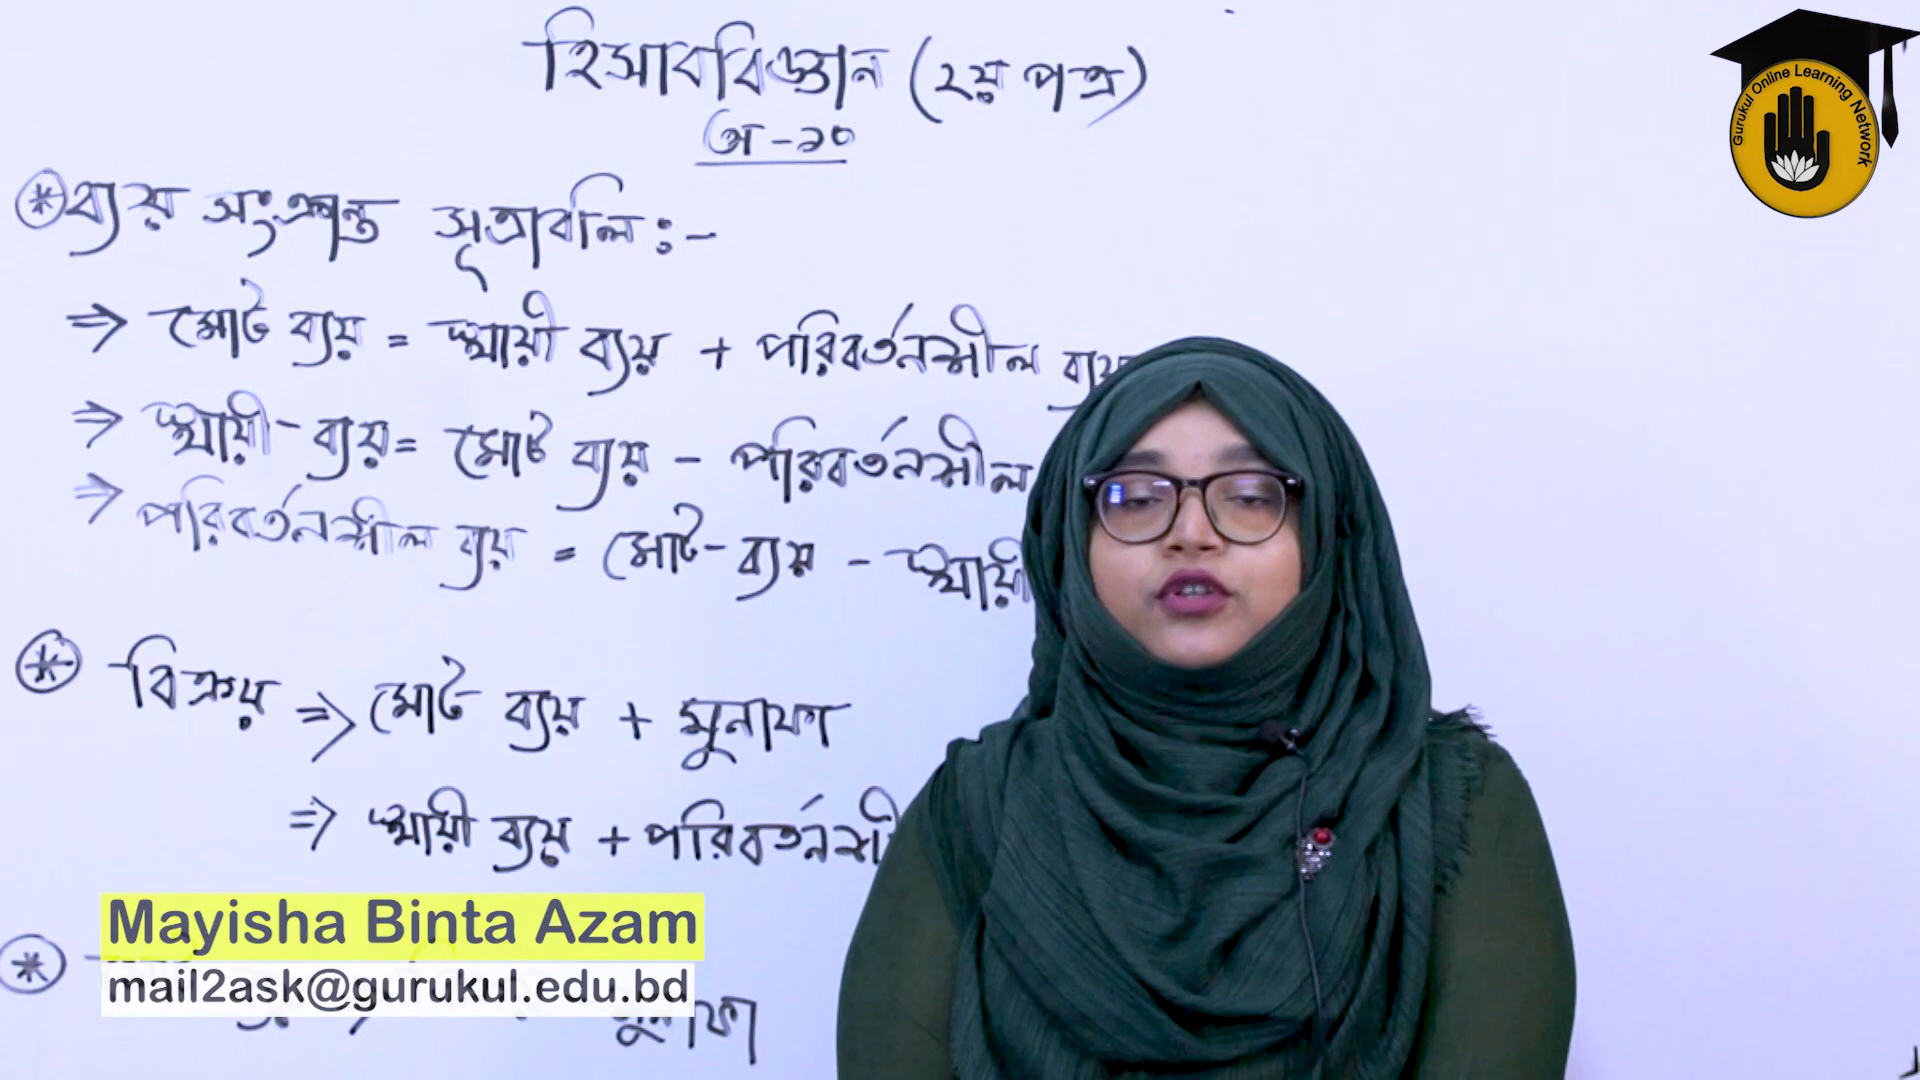 হিসাববিজ্ঞান (২য় পত্র)
অ-১০
* ব্যয় সংক্রান্ত সূত্রাবলি :-
⇒ মোট ব্যয় = স্থায়ী ব্যয় + পরিবর্তনশীল ব্যয়
⇒ স্থায়ী-ব্যয় = মোট ব্যয় - পরিবর্তনশীল
⇒ পরিবর্তনশীল ব্যয় = মোট-ব্যয় - স্থায়ী
* বিক্রয় ⇒ মোট ব্যয় + মুনাফা
⇒ স্থায়ী ব্যয় + পরিবর্তনশী
Mayisha Binta Azam
mail2ask@gurukul.edu.bd
*
মুনাফা
Gurukul Online Learning Network